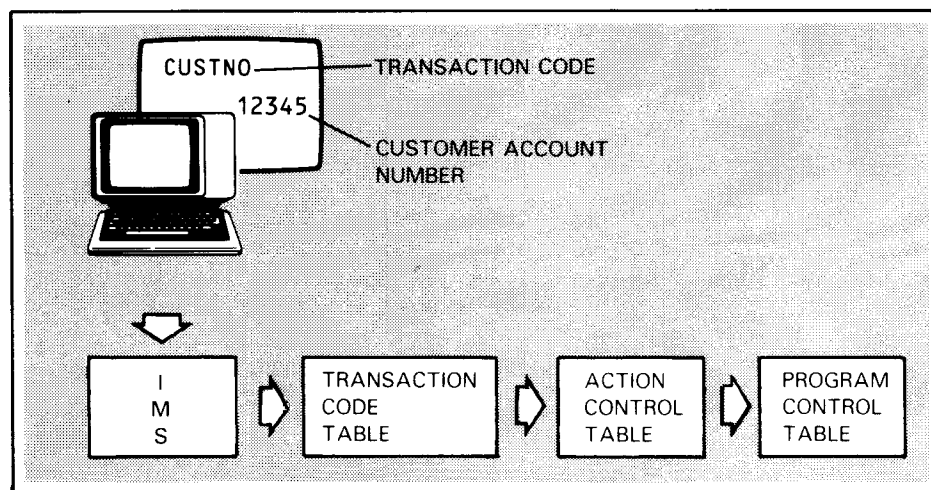 CUSTNO
TRANSACTION CODE
12345
CUSTOMER ACCOUNT
NUMBER
I
M
S
TRANSACTION
CODE
TABLE
ACTION
CONTROL
TABLE
PROGRAM
CONTROL
TABLE